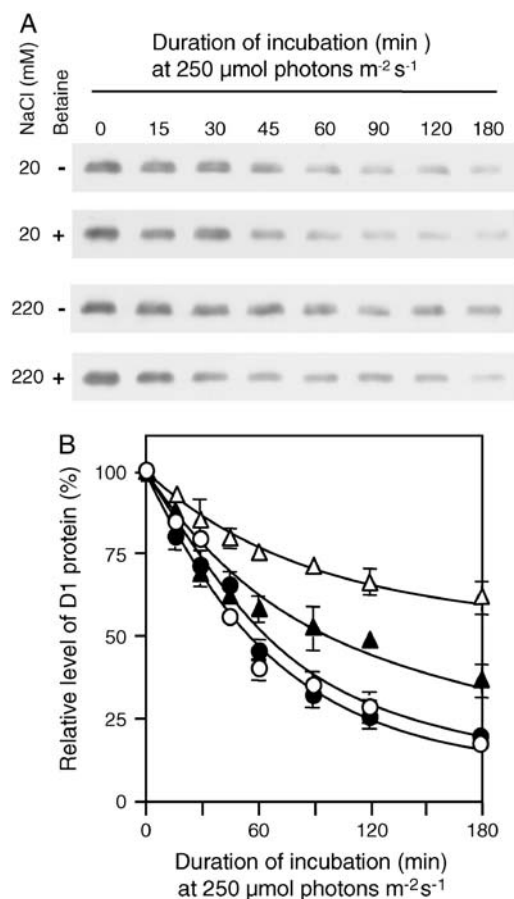 A
Duration of incubation (min )
at 250 µmol photons m⁻² s⁻¹
NaCl (mM)
Betaine
0 15 30 45 60 90 120 180
20 -
20 +
220 -
220 +
B
100
75
50
25
0
Relative level of D1 protein (%)
0 60 120 180
Duration of incubation (min)
at 250 µmol photons m⁻²s⁻¹